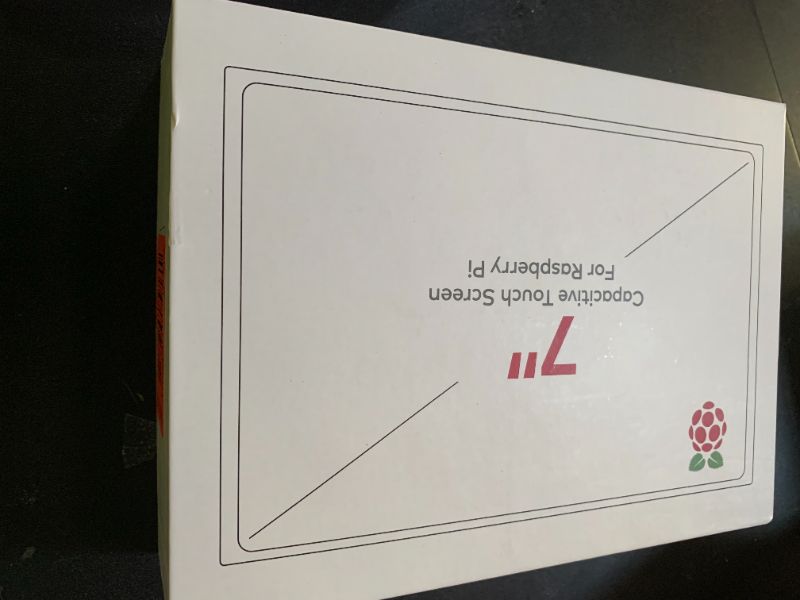 7"
Capacitive Touch Screen
For Raspberry Pi